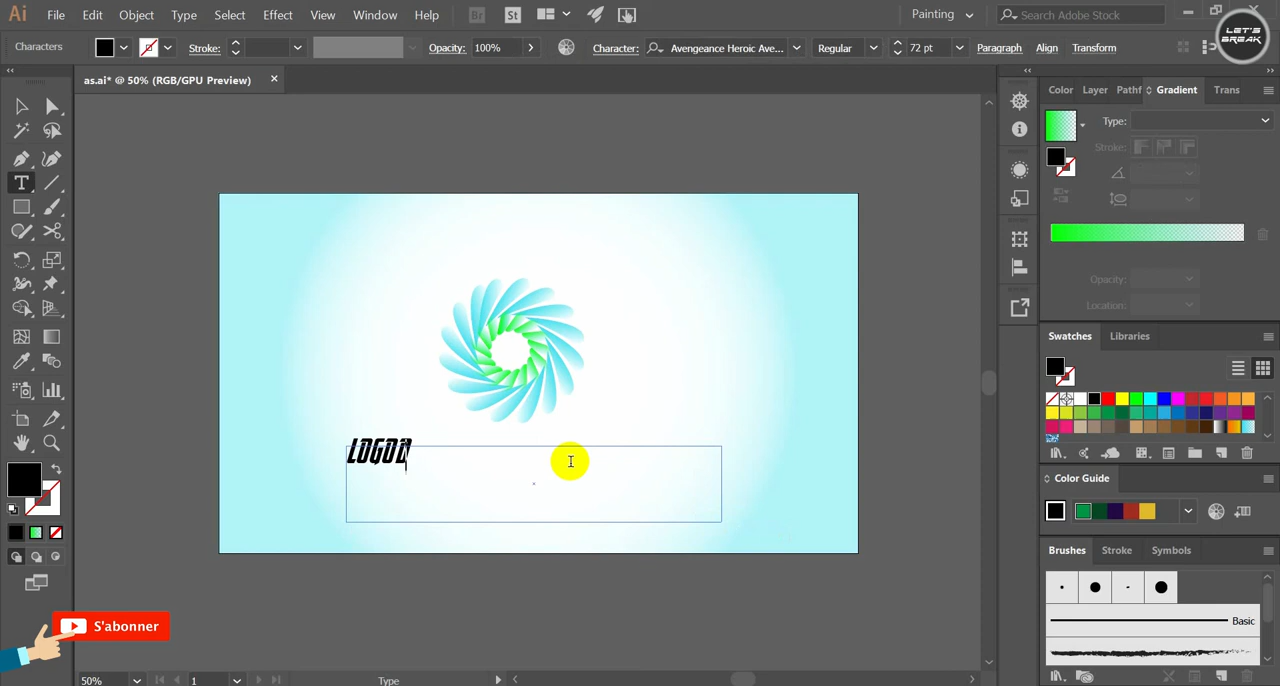 Ai File Edit Object Type Select Effect View Window Help Br St Painting Search Adobe Stock
LET'S BREAK
Characters Stroke: Opacity: 100% Character: Avengeance Heroic Ave... Regular 72 pt Paragraph Align Transform
as.ai* @ 50% (RGB/GPU Preview)
Color Layer Pathf Gradient Trans
Type:
Stroke:
Opacity:
Location:
Swatches Libraries
LOGOD
Color Guide
Brushes Stroke Symbols
Basic
S'abonner
50% 1 Type